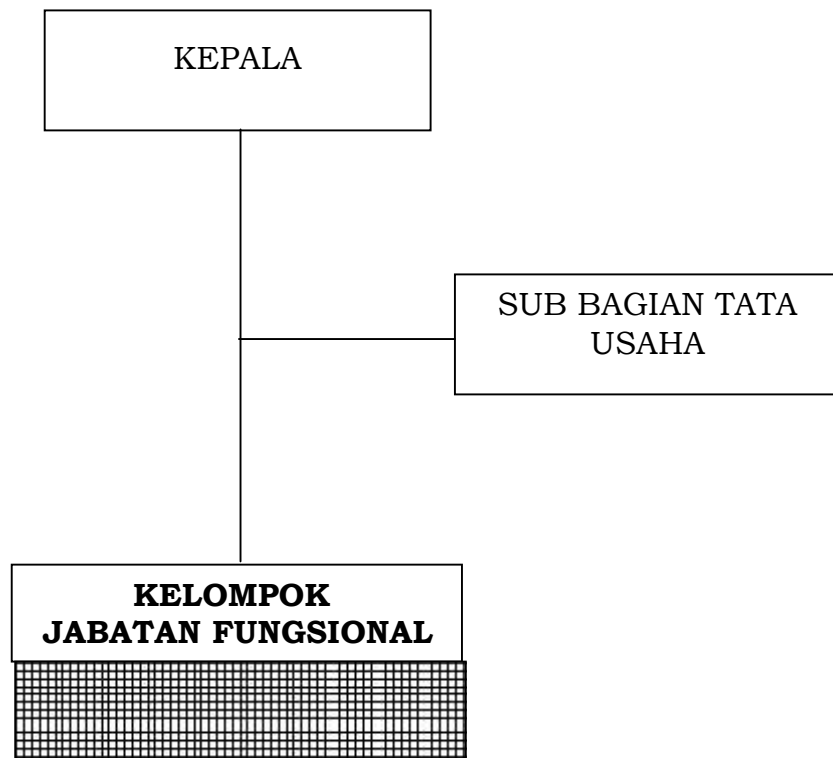 KEPALA
SUB BAGIAN TATA
USAHA
KELOMPOK
JABATAN FUNGSIONAL